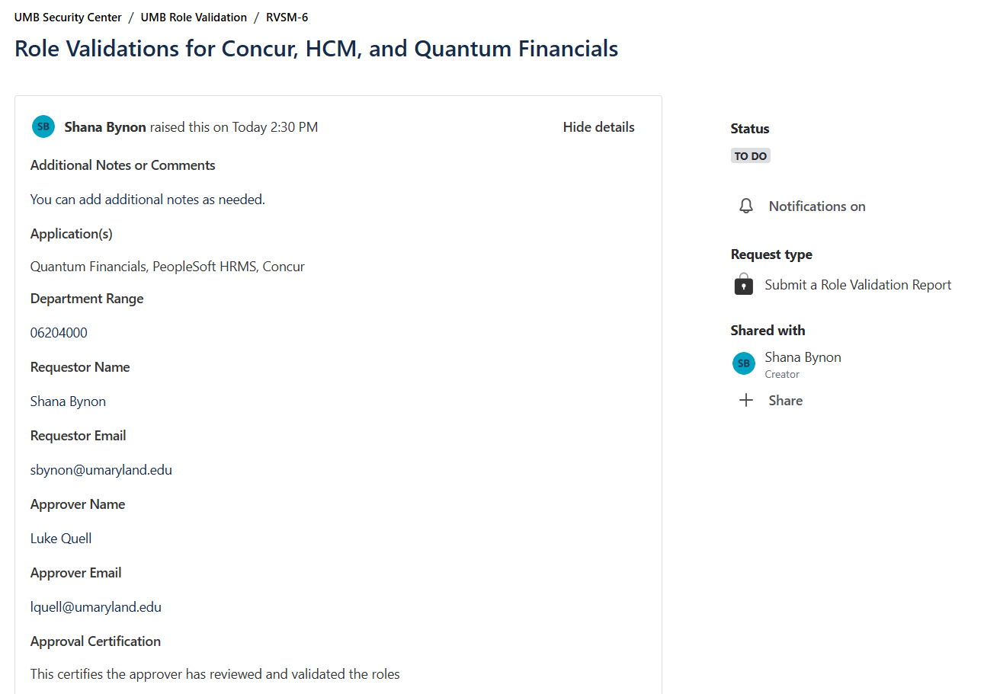 UMB Security Center / UMB Role Validation / RVSM-6
Role Validations for Concur, HCM, and Quantum Financials
SB Shana Bynon raised this on Today 2:30 PM
Hide details
Additional Notes or Comments
You can add additional notes as needed.
Application(s)
Quantum Financials, PeopleSoft HRMS, Concur
Department Range
06204000
Requestor Name
Shana Bynon
Requestor Email
sbynon@umaryland.edu
Approver Name
Luke Quell
Approver Email
lquell@umaryland.edu
Approval Certification
This certifies the approver has reviewed and validated the roles
Status
TO DO
Notifications on
Request type
Submit a Role Validation Report
Shared with
SB Shana Bynon
Creator
Share